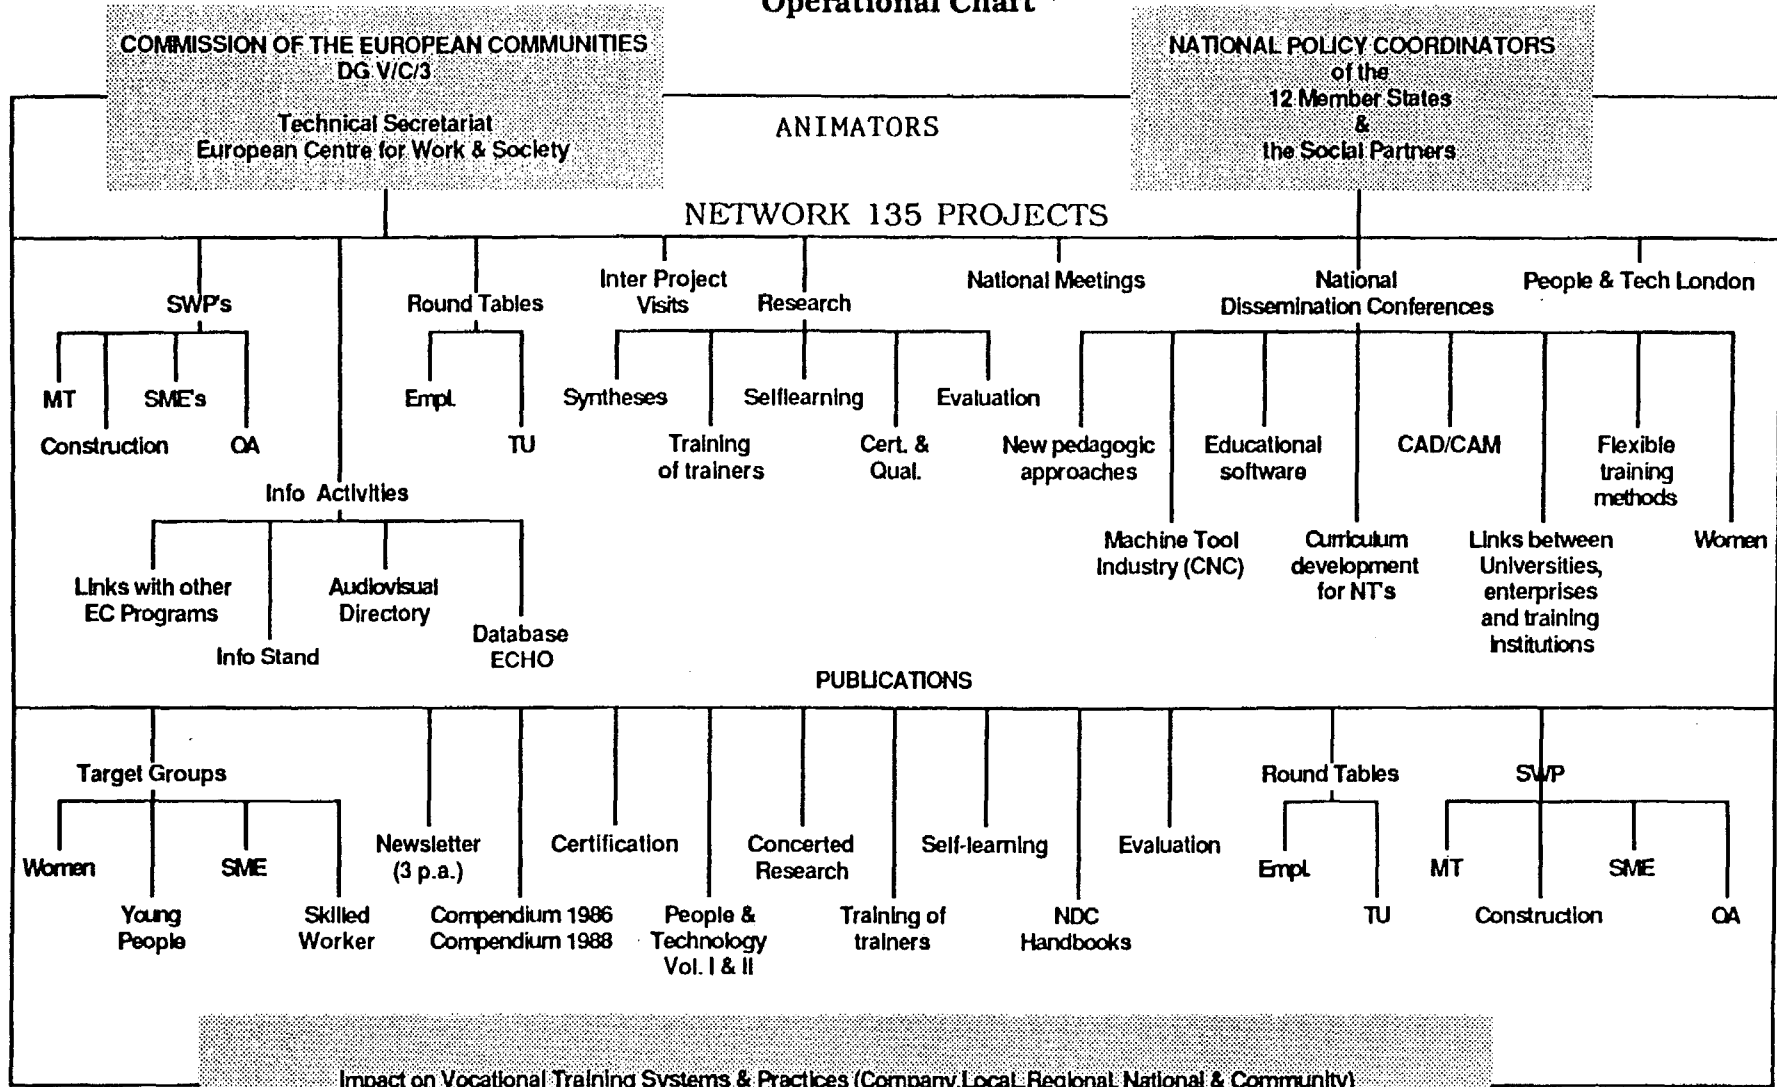 Operational Chart
COMMISSION OF THE EUROPEAN COMMUNITIES
DG V/C/3
Technical Secretariat
European Centre for Work & Society
ANIMATORS
NATIONAL POLICY COORDINATORS
of the
12 Member States
&
the Social Partners
NETWORK 135 PROJECTS
SWP's
MT
Construction
SME's
OA
Info Activities
Links with other
EC Programs
Info Stand
Audiovisual
Directory
Database
ECHO
Round Tables
Empl.
TU
Inter Project
Visits
Research
Syntheses
Training
of trainers
Selflearning
Cert. &
Qual.
Evaluation
National Meetings
National
Dissemination Conferences
New pedagogic
approaches
Machine Tool
Industry (CNC)
Educational
software
Curriculum
development
for NT's
CAD/CAM
Links between
Universities,
enterprises
and training
Institutions
Flexible
training
methods
Women
People & Tech London
PUBLICATIONS
Target Groups
Women
Young
People
SME
Skilled
Worker
Newsletter
(3 p.a.)
Compendium 1986
Compendium 1988
Certification
People &
Technology
Vol. I & II
Concerted
Research
Training of
trainers
Self-learning
NDC
Handbooks
Evaluation
Round Tables
Empl.
TU
SWP
MT
Construction
SME
OA
Impact on Vocational Training Systems & Practices (Company, Local, Regional, National & Community)